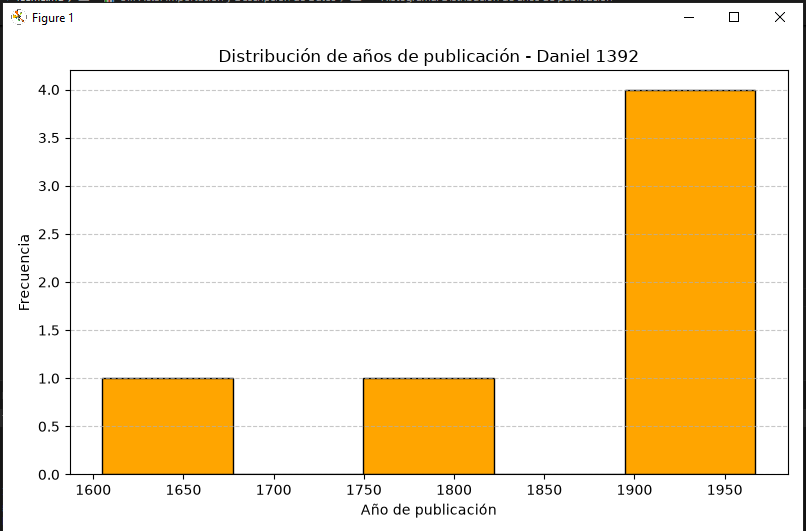 Figure 1
Distribución de años de publicación - Daniel 1392
4.0
3.5
3.0
2.5
2.0
1.5
1.0
0.5
0.0
Frecuencia
1600 1650 1700 1750 1800 1850 1900 1950
Año de publicación